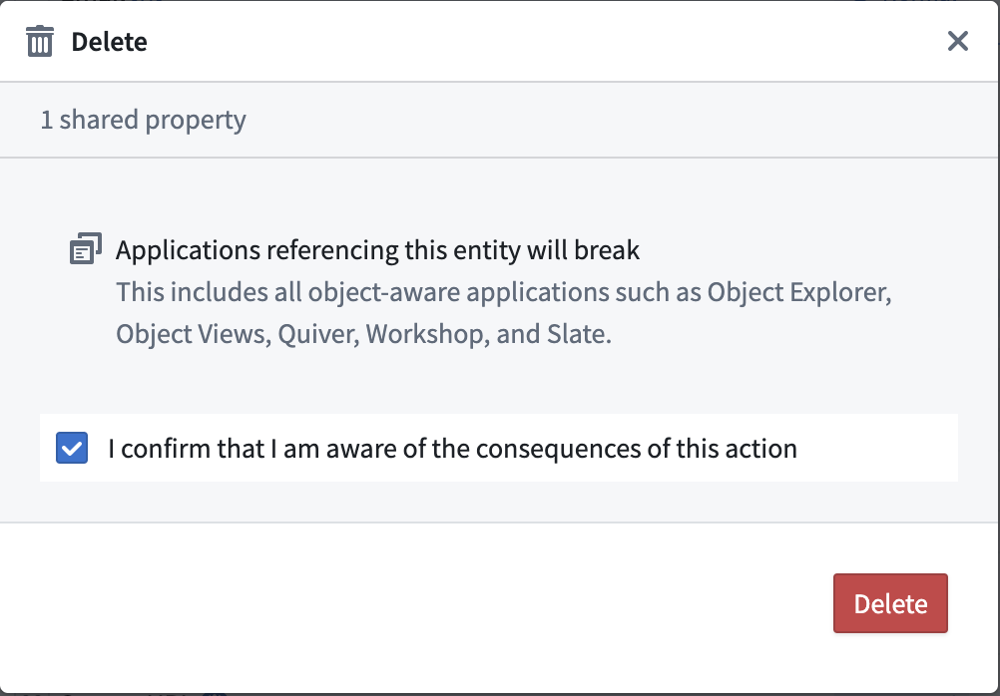 Delete
1 shared property
Applications referencing this entity will break
This includes all object-aware applications such as Object Explorer,
Object Views, Quiver, Workshop, and Slate.
I confirm that I am aware of the consequences of this action
Delete